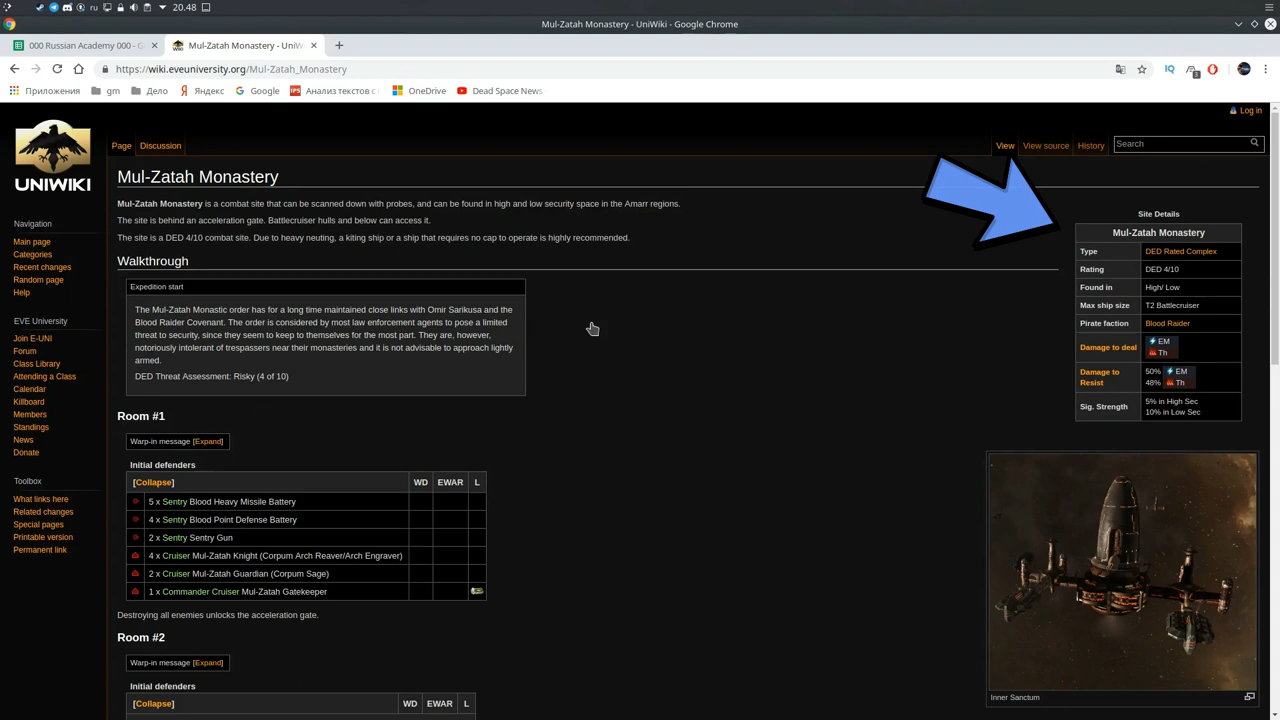 ru
20.48
Mul-Zatah Monastery - UniWiki - Google Chrome
000 Russian Academy 000 - G
Mul-Zatah Monastery - UniW
https://wiki.eveuniversity.org/Mul-Zatah_Monastery
IQ
3
Приложения
gm
Дело
Яндекс
Google
Анализ текстов с
OneDrive
Dead Space News
Log in
UNIWIKI
Page
Discussion
View
View source
History
Search
Navigation
Main page
Categories
Recent changes
Random page
Help
EVE University
Join E-UNI
Forum
Class Library
Attending a Class
Calendar
Killboard
Members
Standings
News
Donate
Toolbox
What links here
Related changes
Special pages
Printable version
Permanent link
Mul-Zatah Monastery
Mul-Zatah Monastery is a combat site that can be scanned down with probes, and can be found in high and low security space in the Amarr regions.
The site is behind an acceleration gate. Battlecruiser hulls and below can access it.
The site is a DED 4/10 combat site. Due to heavy neuting, a kiting ship or a ship that requires no cap to operate is highly recommended.
Walkthrough
Expedition start
The Mul-Zatah Monastic order has for a long time maintained close links with Omir Sarikusa and the
Blood Raider Covenant. The order is considered by most law enforcement agents to pose a limited
threat to security, since they seem to keep to themselves for the most part. They are, however,
notoriously intolerant of trespassers near their monasteries and it is not advisable to approach lightly
armed.
DED Threat Assessment: Risky (4 of 10)
Room #1
Warp-in message [Expand]
Initial defenders
[Collapse] WD EWAR L
5 x Sentry Blood Heavy Missile Battery
4 x Sentry Blood Point Defense Battery
2 x Sentry Sentry Gun
4 x Cruiser Mul-Zatah Knight (Corpum Arch Reaver/Arch Engraver)
2 x Cruiser Mul-Zatah Guardian (Corpum Sage)
1 x Commander Cruiser Mul-Zatah Gatekeeper
Destroying all enemies unlocks the acceleration gate.
Room #2
Warp-in message [Expand]
Initial defenders
[Collapse] WD EWAR L
Site Details
Mul-Zatah Monastery
Type DED Rated Complex
Rating DED 4/10
Found in High/ Low
Max ship size T2 Battlecruiser
Pirate faction Blood Raider
Damage to deal EM
Th
Damage to
Resist
50% EM
48% Th
Sig. Strength 5% in High Sec
10% in Low Sec
Inner Sanctum